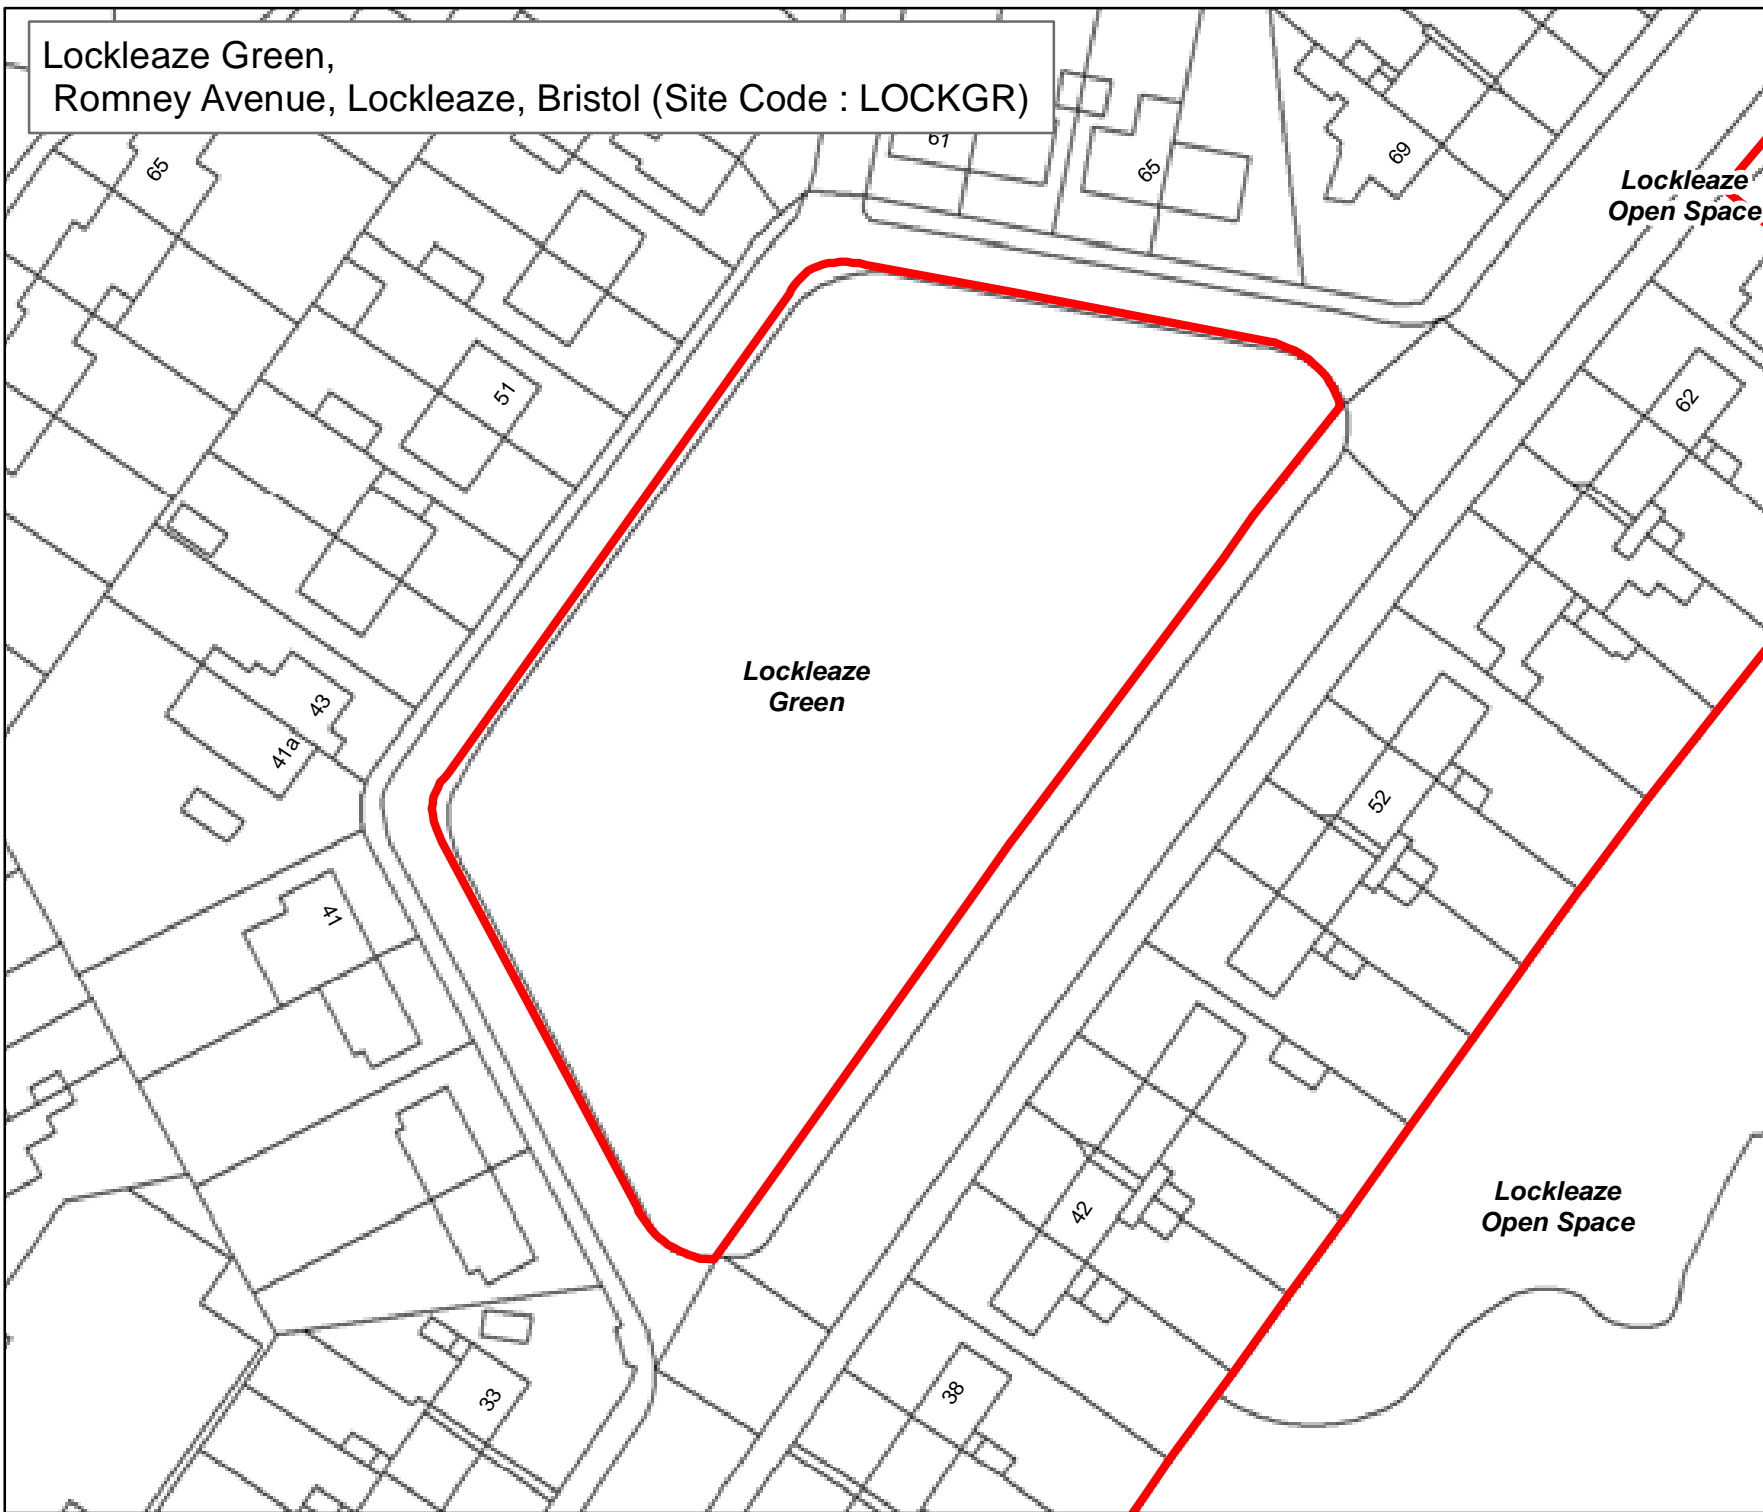 Lockleaze Green,
Romney Avenue, Lockleaze, Bristol (Site Code : LOCKGR)
61
65
69
65
Lockleaze
Open Space
51
62
Lockleaze
Green
43
41a
52
41
42
Lockleaze
Open Space
38
33